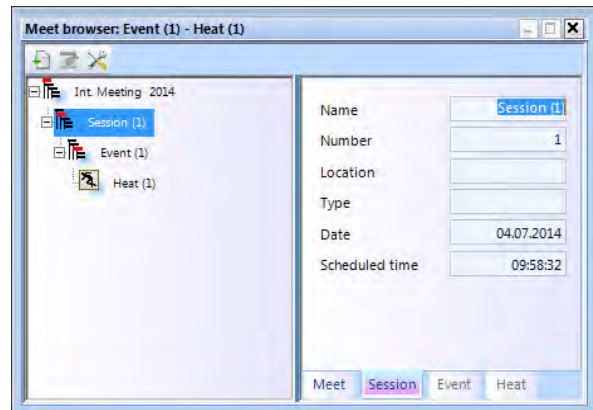 Meet browser: Event (1) - Heat (1)
Int. Meeting 2014
Session (1)
Event (1)
Heat (1)
Name Session (1)
Number 1
Location
Type
Date 04.07.2014
Scheduled time 09:58:32
Meet Session Event Heat